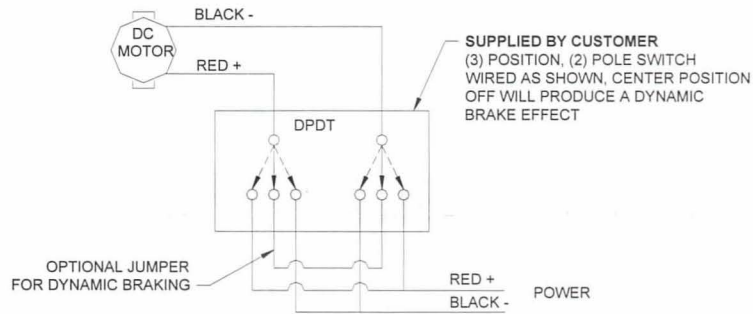 BLACK -
DC
MOTOR
RED +
SUPPLIED BY CUSTOMER
(3) POSITION, (2) POLE SWITCH
WIRED AS SHOWN, CENTER POSITION
OFF WILL PRODUCE A DYNAMIC
BRAKE EFFECT
DPDT
OPTIONAL JUMPER
FOR DYNAMIC BRAKING
RED +
BLACK -
POWER